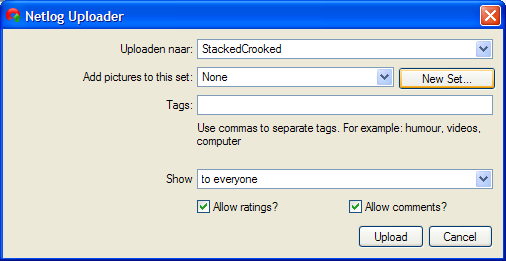 Netlog Uploader
Uploaden naar: StackedCrooked
Add pictures to this set: None New Set...
Tags:
Use commas to separate tags. For example: humour, videos,
computer
Show to everyone
Allow ratings? Allow comments?
Upload Cancel